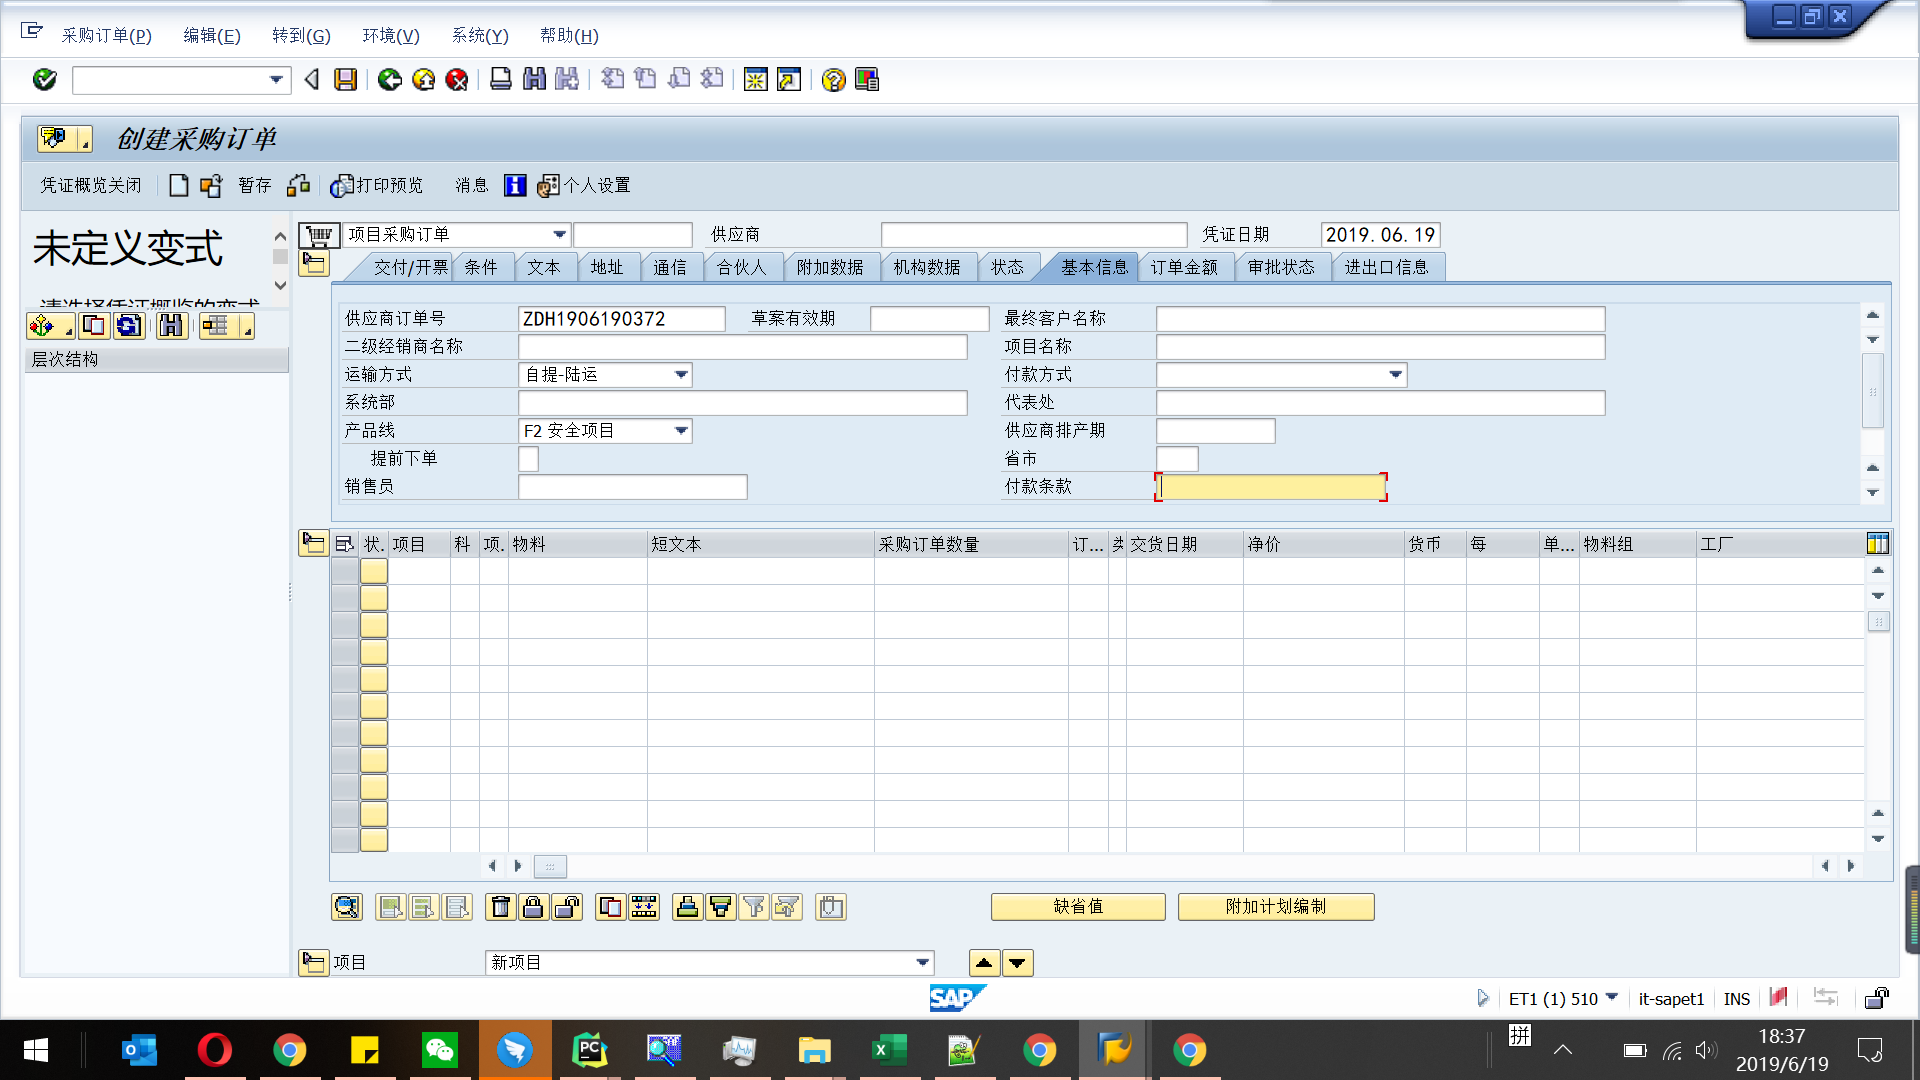 采购订单(P) 编辑(E) 转到(G) 环境(V) 系统(Y) 帮助(H)
创建采购订单
凭证概览关闭 暂存 打印预览 消息 个人设置
未定义变式
项目采购订单 供应商 凭证日期 2019.06.19
交付/开票 条件 文本 地址 通信 合伙人 附加数据 机构数据 状态 基本信息 订单金额 审批状态 进出口信息
请选择凭证概览的变式
层次结构
供应商订单号 ZDH1906190372 草案有效期 最终客户名称
二级经销商名称 项目名称
运输方式 自提-陆运 付款方式
系统部 代表处
产品线 F2 安全项目 供应商排产期
提前下单 省市
销售员 付款条款
状. 项目 科 项. 物料 短文本 采购订单数量 订... 类 交货日期 净价 货币 每 单... 物料组 工厂
缺省值 附加计划编制
项目 新项目
SAP
ET1 (1) 510 it-sapet1 INS
拼
18:37
2019/6/19